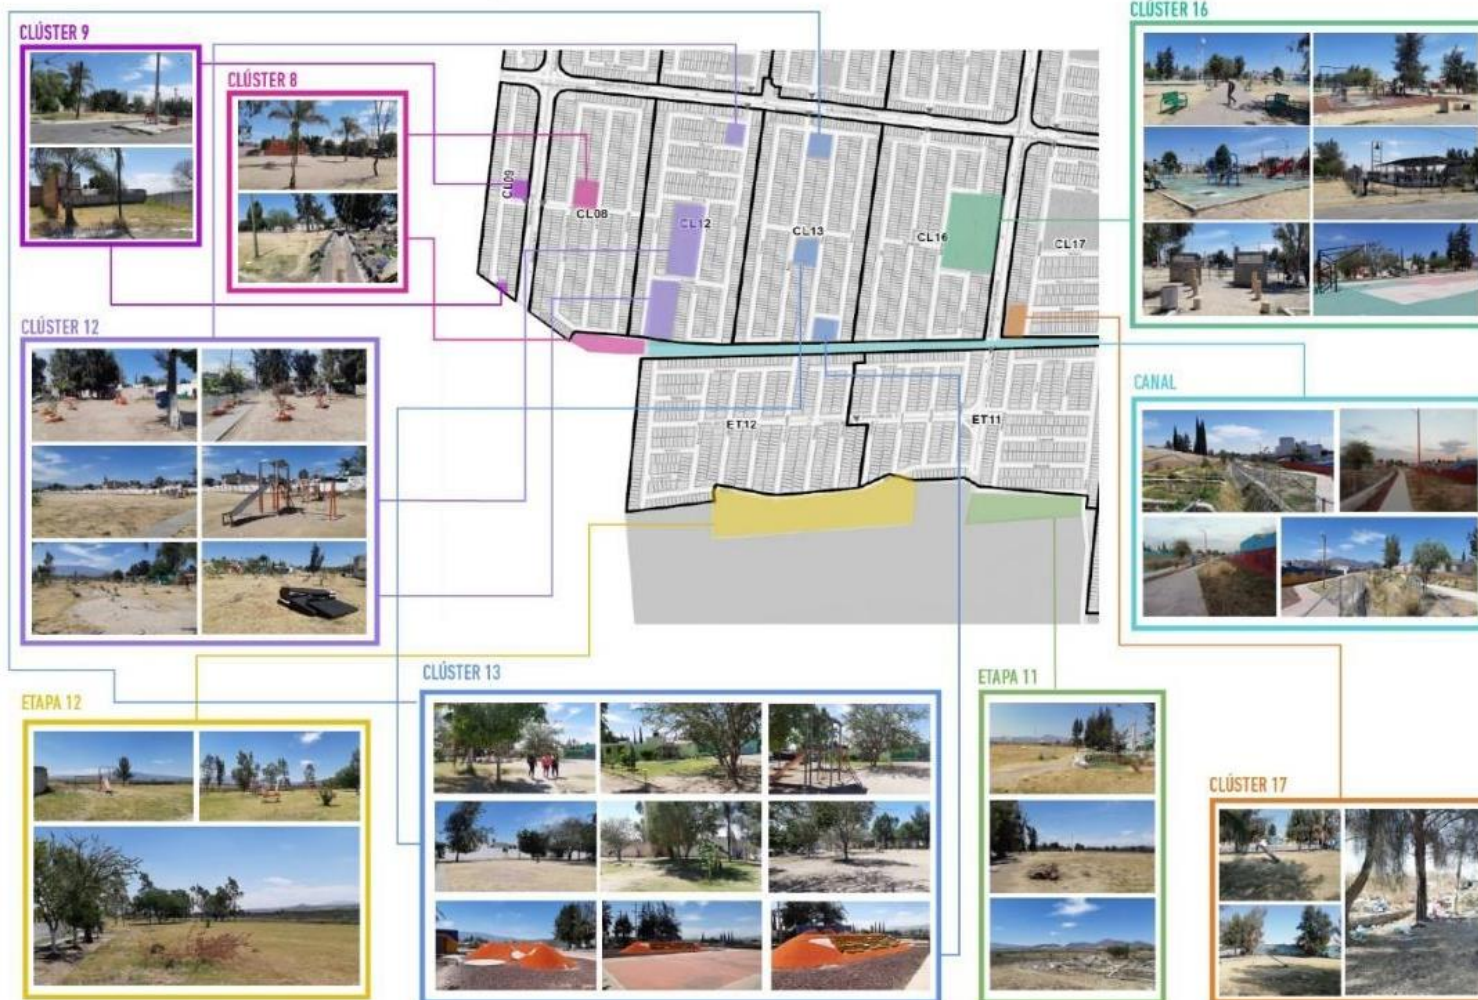 CLÚSTER 16
CLÚSTER 9
CLÚSTER 8
CL09
CL08
CL12
CL13
CL16
CL17
CLÚSTER 12
CANAL
ET12
ET11
CLÚSTER 13
ETAPA 11
ETAPA 12
CLÚSTER 17